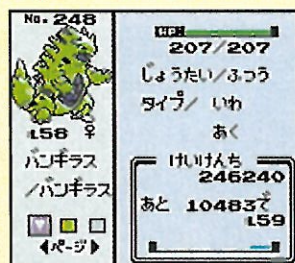 No. 248
:L58 ♀
バンギラス
/バンギラス
◀ページ▶
HP:
207/207
じょうたい/ふつう
タイプ/ いわ
あく
けいけんち
246240
あと 10483で
:L59